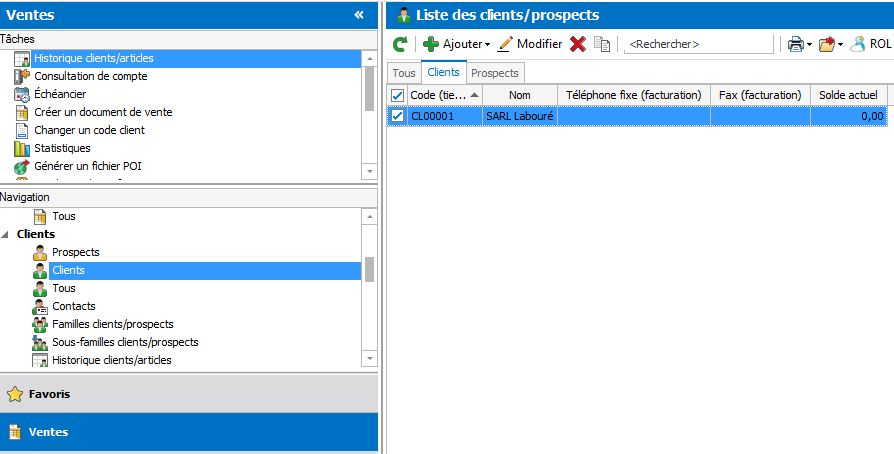 Ventes
«
Tâches
Historique clients/articles
Consultation de compte
Échéancier
Créer un document de vente
Changer un code client
Statistiques
Générer un fichier POI
Navigation
Tous
Clients
Prospects
Clients
Tous
Contacts
Familles clients/prospects
Sous-familles clients/prospects
Historique clients/articles
Favoris
Ventes
Liste des clients/prospects
Ajouter Modifier <Rechercher> ROL
Tous Clients Prospects
Code (tie... Nom Téléphone fixe (facturation) Fax (facturation) Solde actuel
CL00001 SARL Labouré 0,00